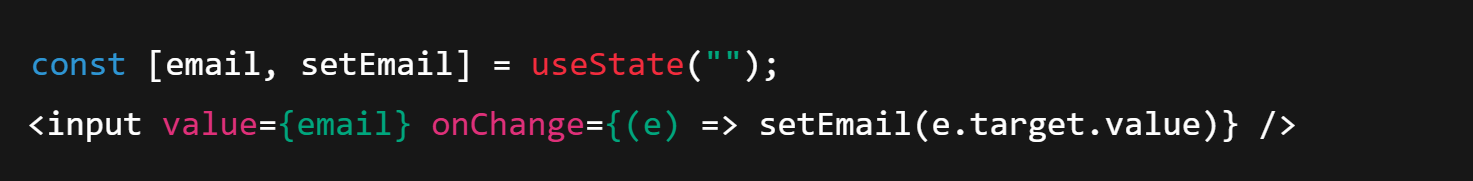 const [email, setEmail] = useState("");
<input value={email} onChange={(e) => setEmail(e.target.value)} />